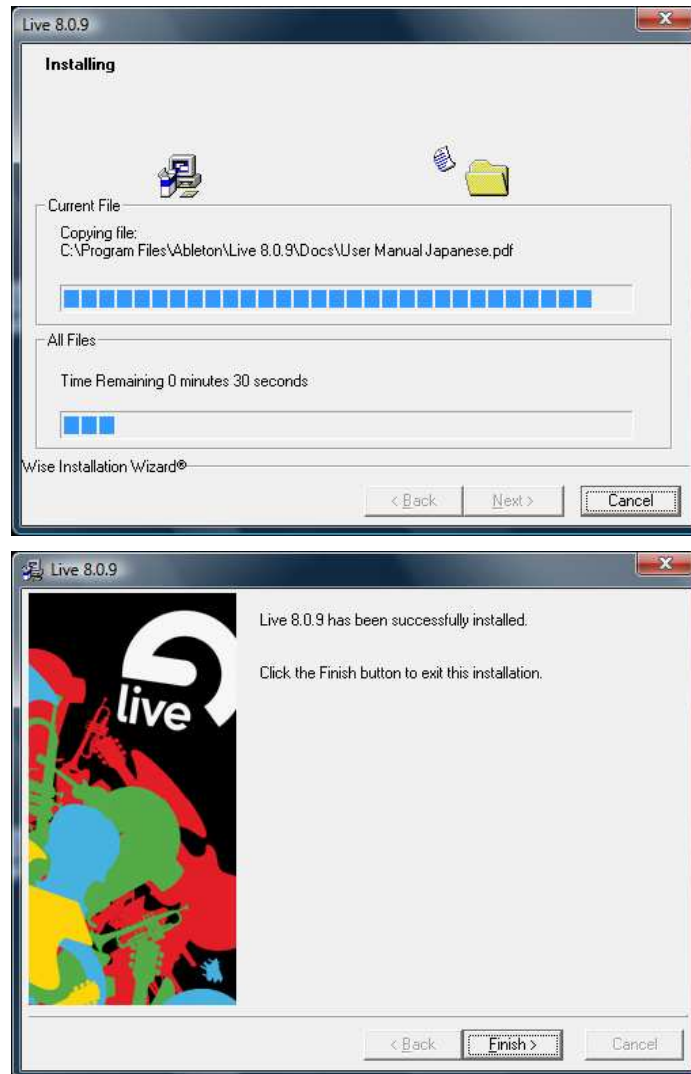 Live 8.0.9
Installing
Current File
Copying file:
C:\Program Files\Ableton\Live 8.0.9\Docs\User Manual Japanese.pdf
All Files
Time Remaining 0 minutes 30 seconds
Wise Installation Wizard®
< Back
Next >
Cancel
Live 8.0.9
live
Live 8.0.9 has been successfully installed.
Click the Finish button to exit this installation.
< Back
Finish >
Cancel